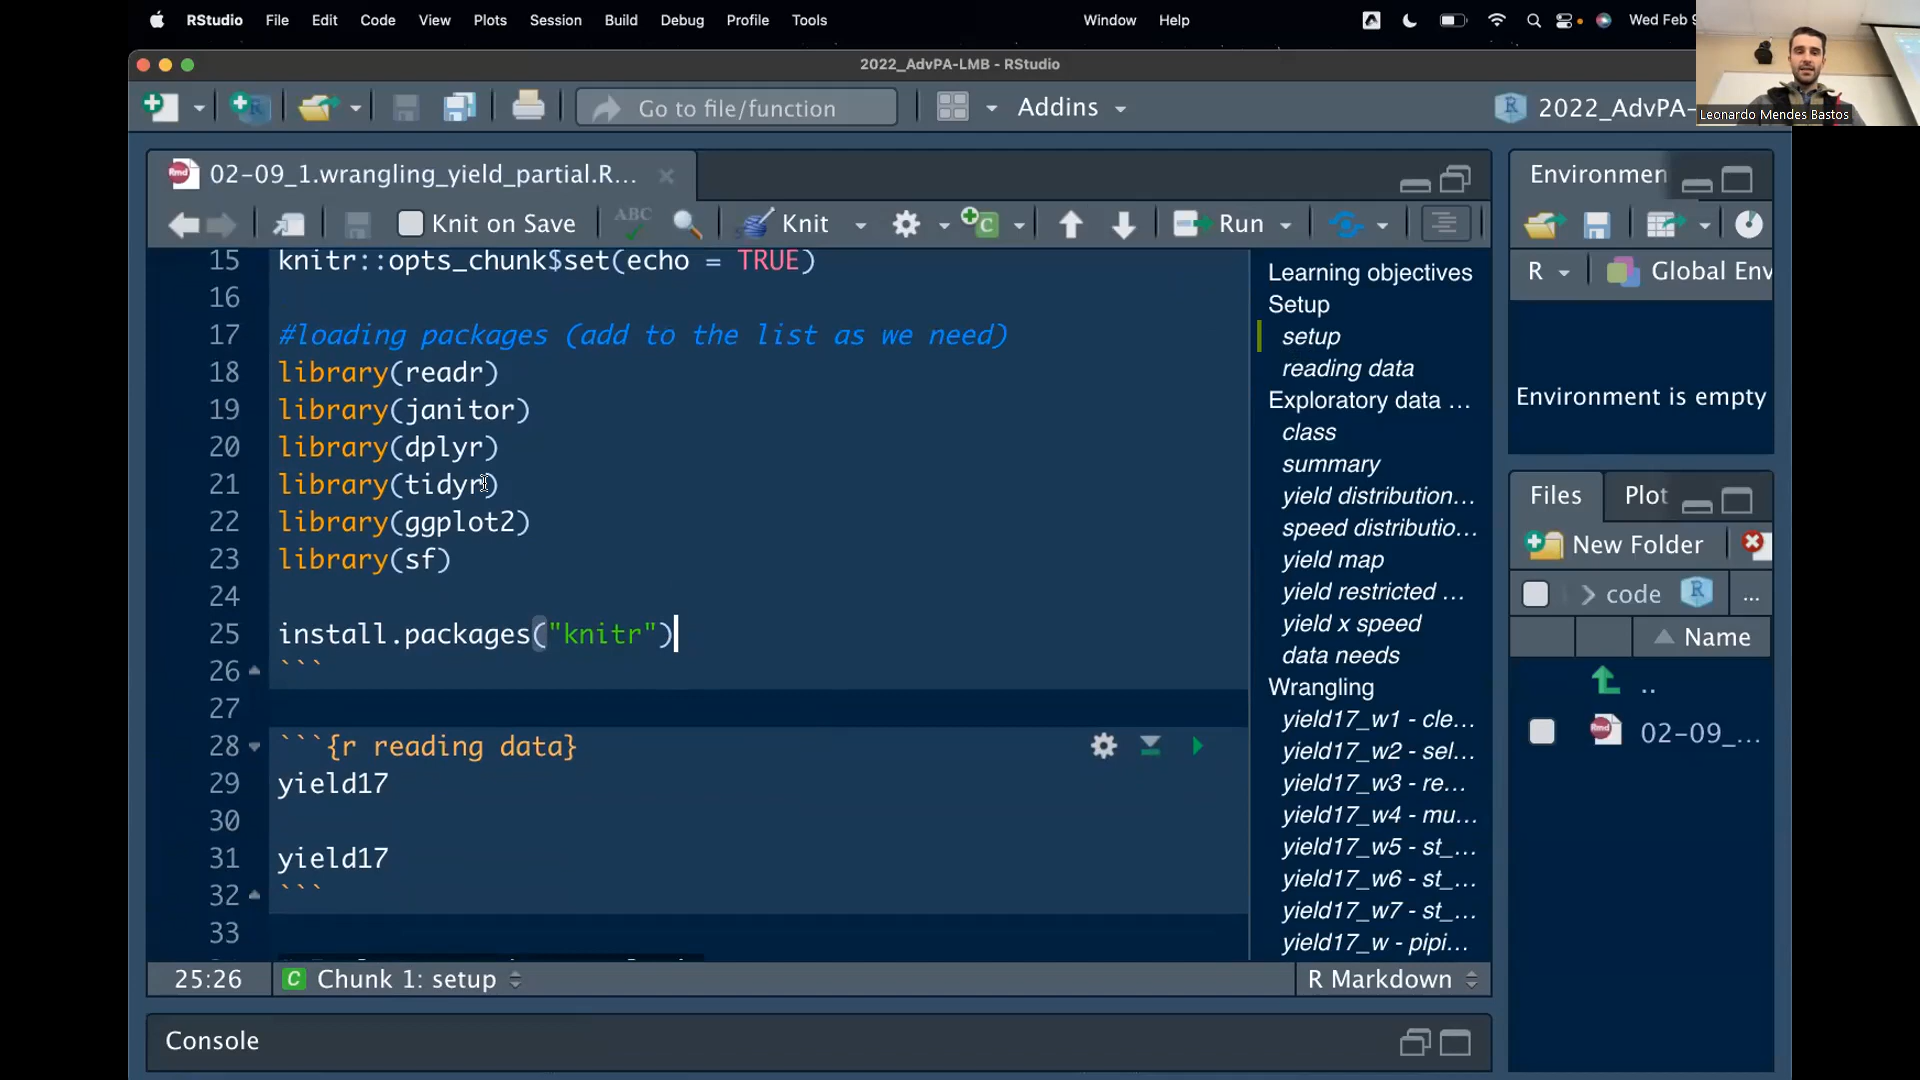 RStudio File Edit Code View Plots Session Build Debug Profile Tools Window Help Wed Feb 9
2022_AdvPA-LMB - RStudio
Leonardo Mendes Bastos
Go to file/function Addins 2022_AdvPA-
02-09_1.wrangling_yield_partial.R...
ABC Knit on Save Knit Run
15 knitr::opts_chunk$set(echo = TRUE)
16
17 #loading packages (add to the list as we need)
18 library(readr)
19 library(janitor)
20 library(dplyr)
21 library(tidyr)
22 library(ggplot2)
23 library(sf)
24
25 install.packages("knitr")
26 ```
27
28 ```{r reading data}
29 yield17
30
31 yield17
32 ```
33
25:26 Chunk 1: setup R Markdown
Console
Learning objectives
Setup
setup
reading data
Exploratory data ...
class
summary
yield distribution...
speed distributio...
yield map
yield restricted ...
yield x speed
data needs
Wrangling
yield17_w1 - cle...
yield17_w2 - sel...
yield17_w3 - re...
yield17_w4 - mu...
yield17_w5 - st_...
yield17_w6 - st_...
yield17_w7 - st_...
yield17_w - pipi...
Environmen
R Global Env
Environment is empty
Files Plot
New Folder
code ...
Name
..
02-09_...